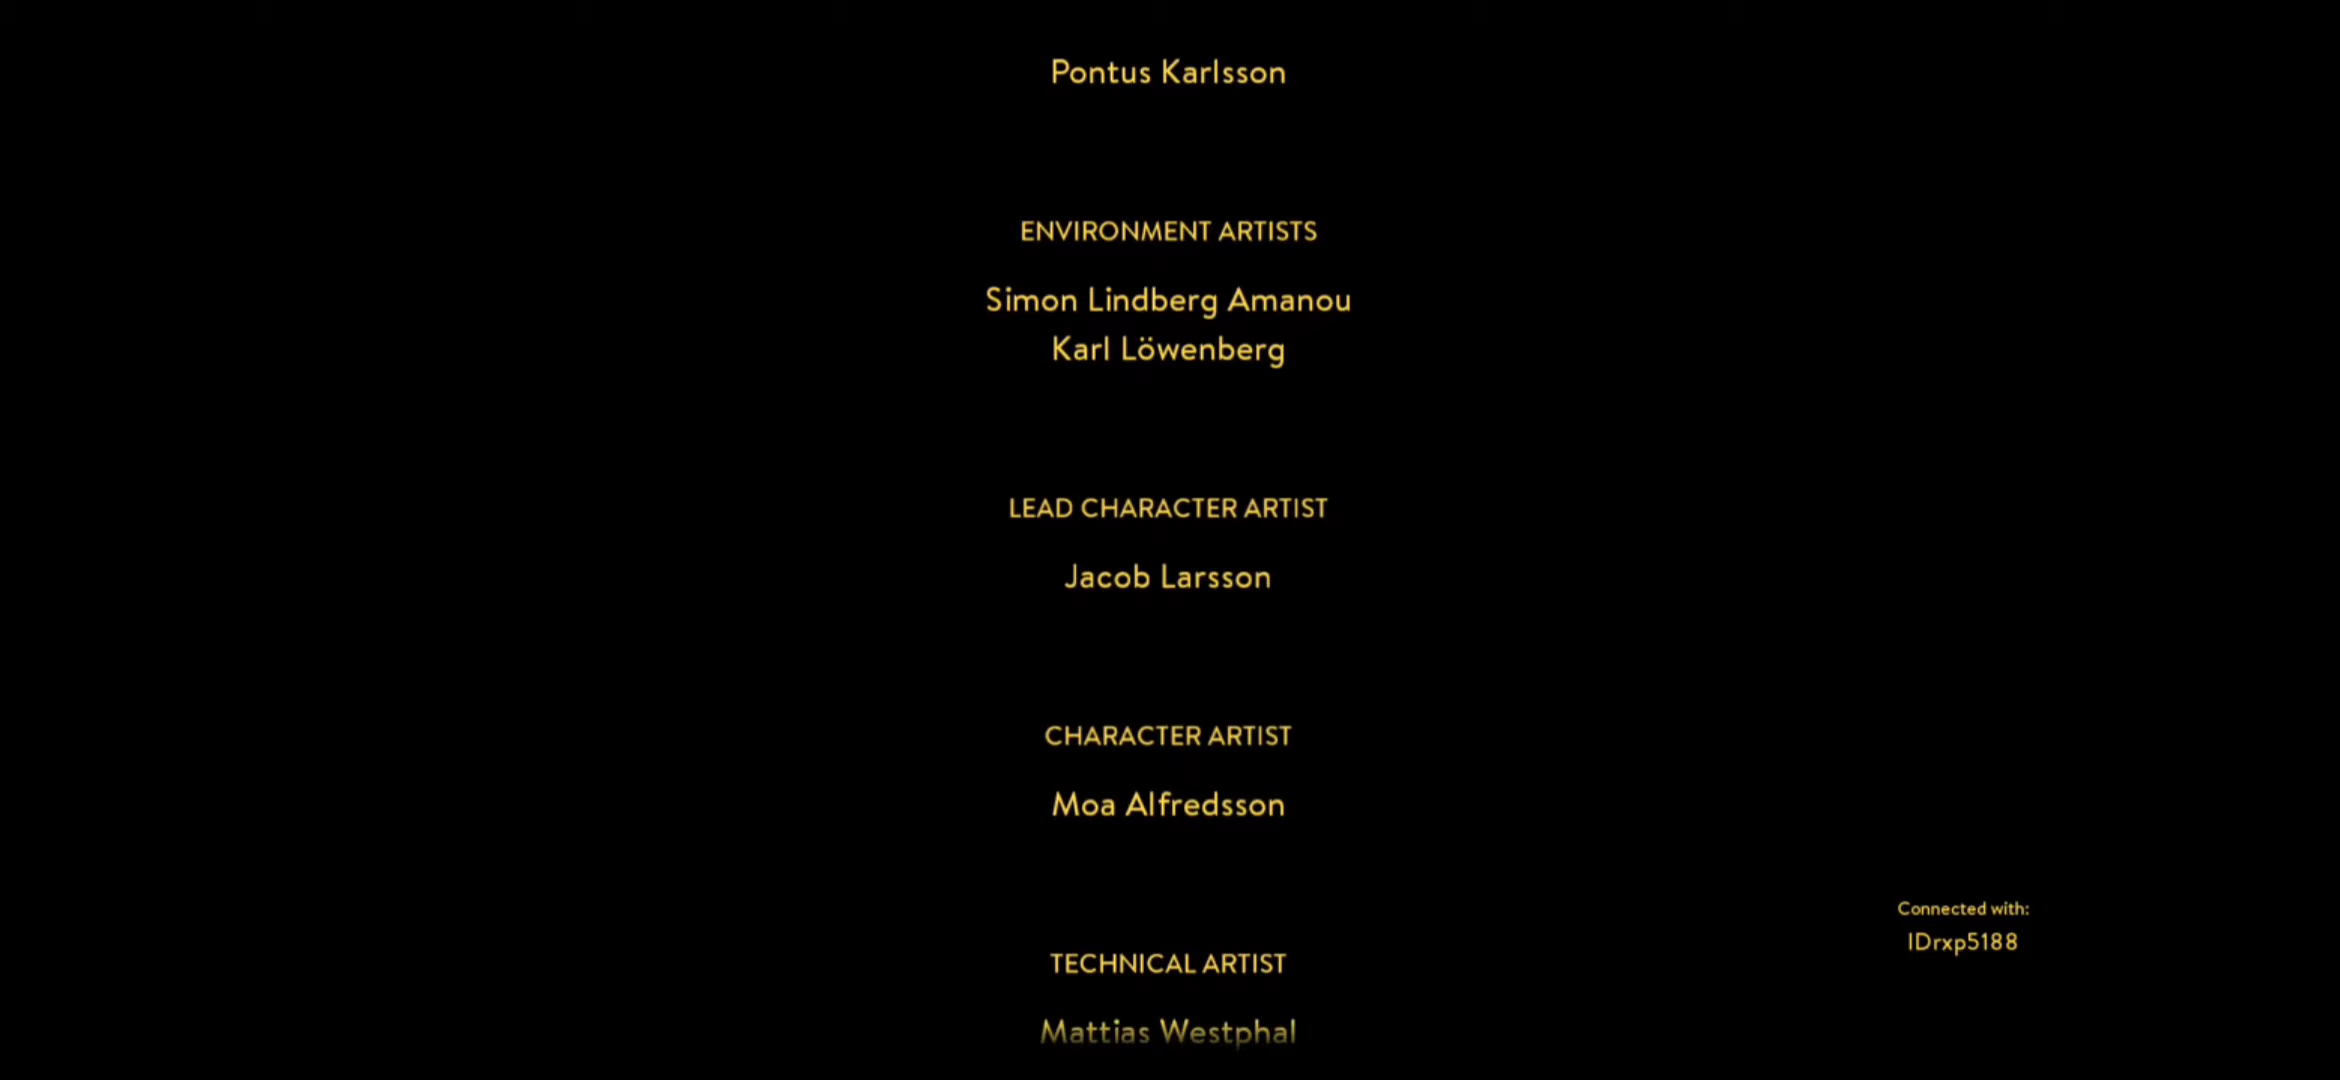 Pontus Karlsson
ENVIRONMENT ARTISTS
Simon Lindberg Amanou
Karl Löwenberg
LEAD CHARACTER ARTIST
Jacob Larsson
CHARACTER ARTIST
Moa Alfredsson
Connected with:
IDrxp5188
TECHNICAL ARTIST
Mattias Westphal